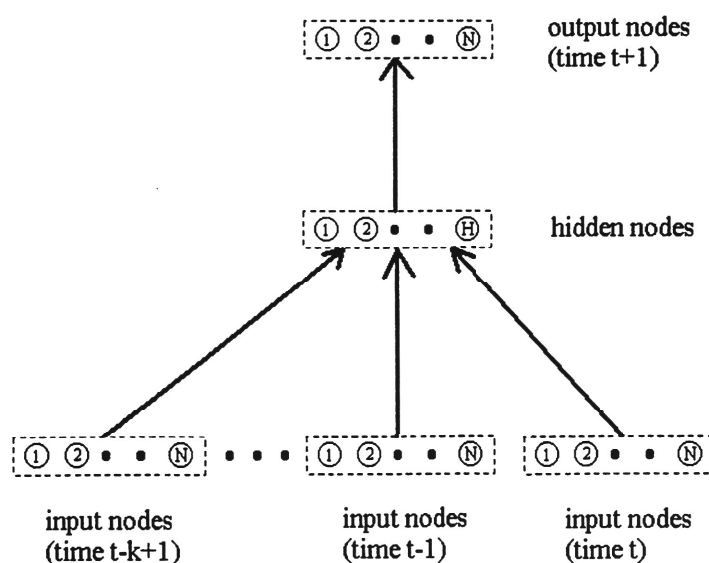 1 2 N
output nodes
(time t+1)
1 2 H
hidden nodes
1 2 N
1 2 N
1 2 N
input nodes
(time t-k+1)
input nodes
(time t-1)
input nodes
(time t)